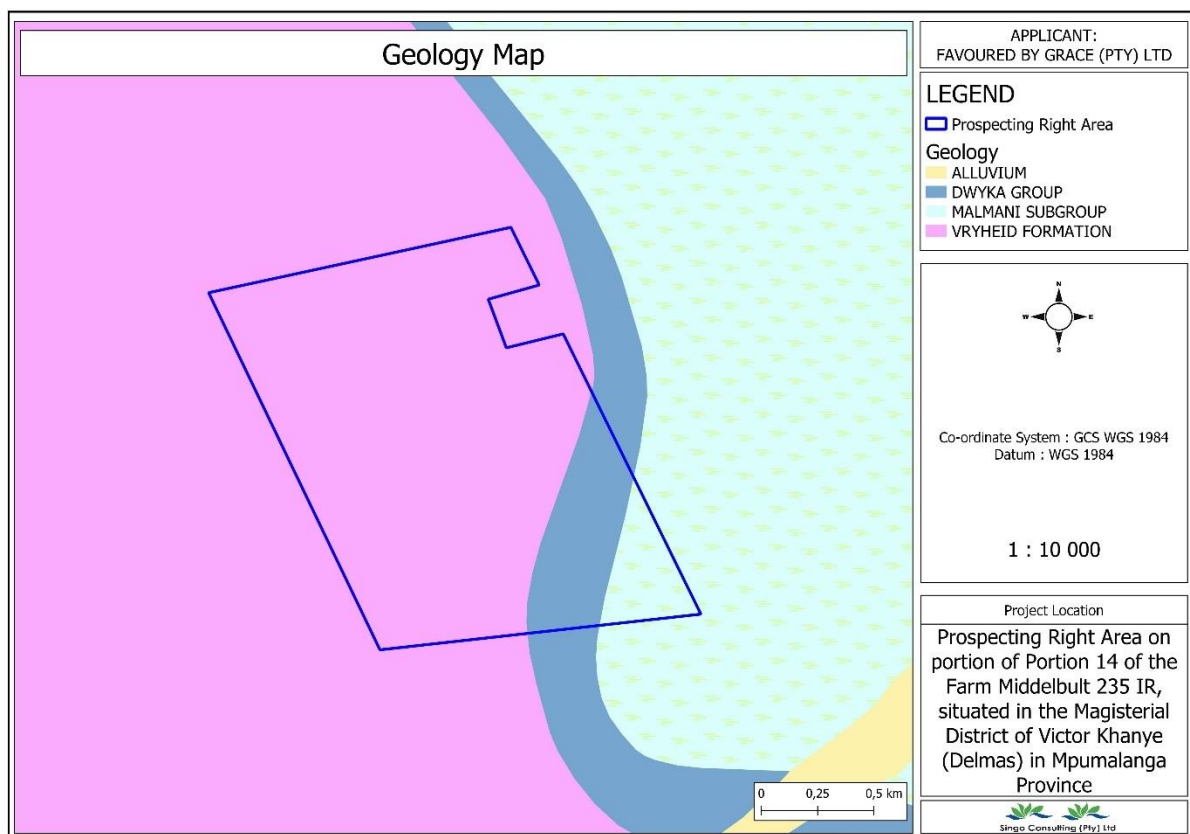 Geology Map
APPLICANT:
FAVOURED BY GRACE (PTY) LTD
LEGEND
Prospecting Right Area
Geology
ALLUVIUM
DWYKA GROUP
MALMANI SUBGROUP
VRYHEID FORMATION
N
W E
S
Co-ordinate System : GCS WGS 1984
Datum : WGS 1984
1 : 10 000
Project Location
Prospecting Right Area on
portion of Portion 14 of the
Farm Middelbult 235 IR,
situated in the Magisterial
District of Victor Khanye
(Delmas) in Mpumalanga
Province
0 0,25 0,5 km
Singo Consulting (Pty) Ltd